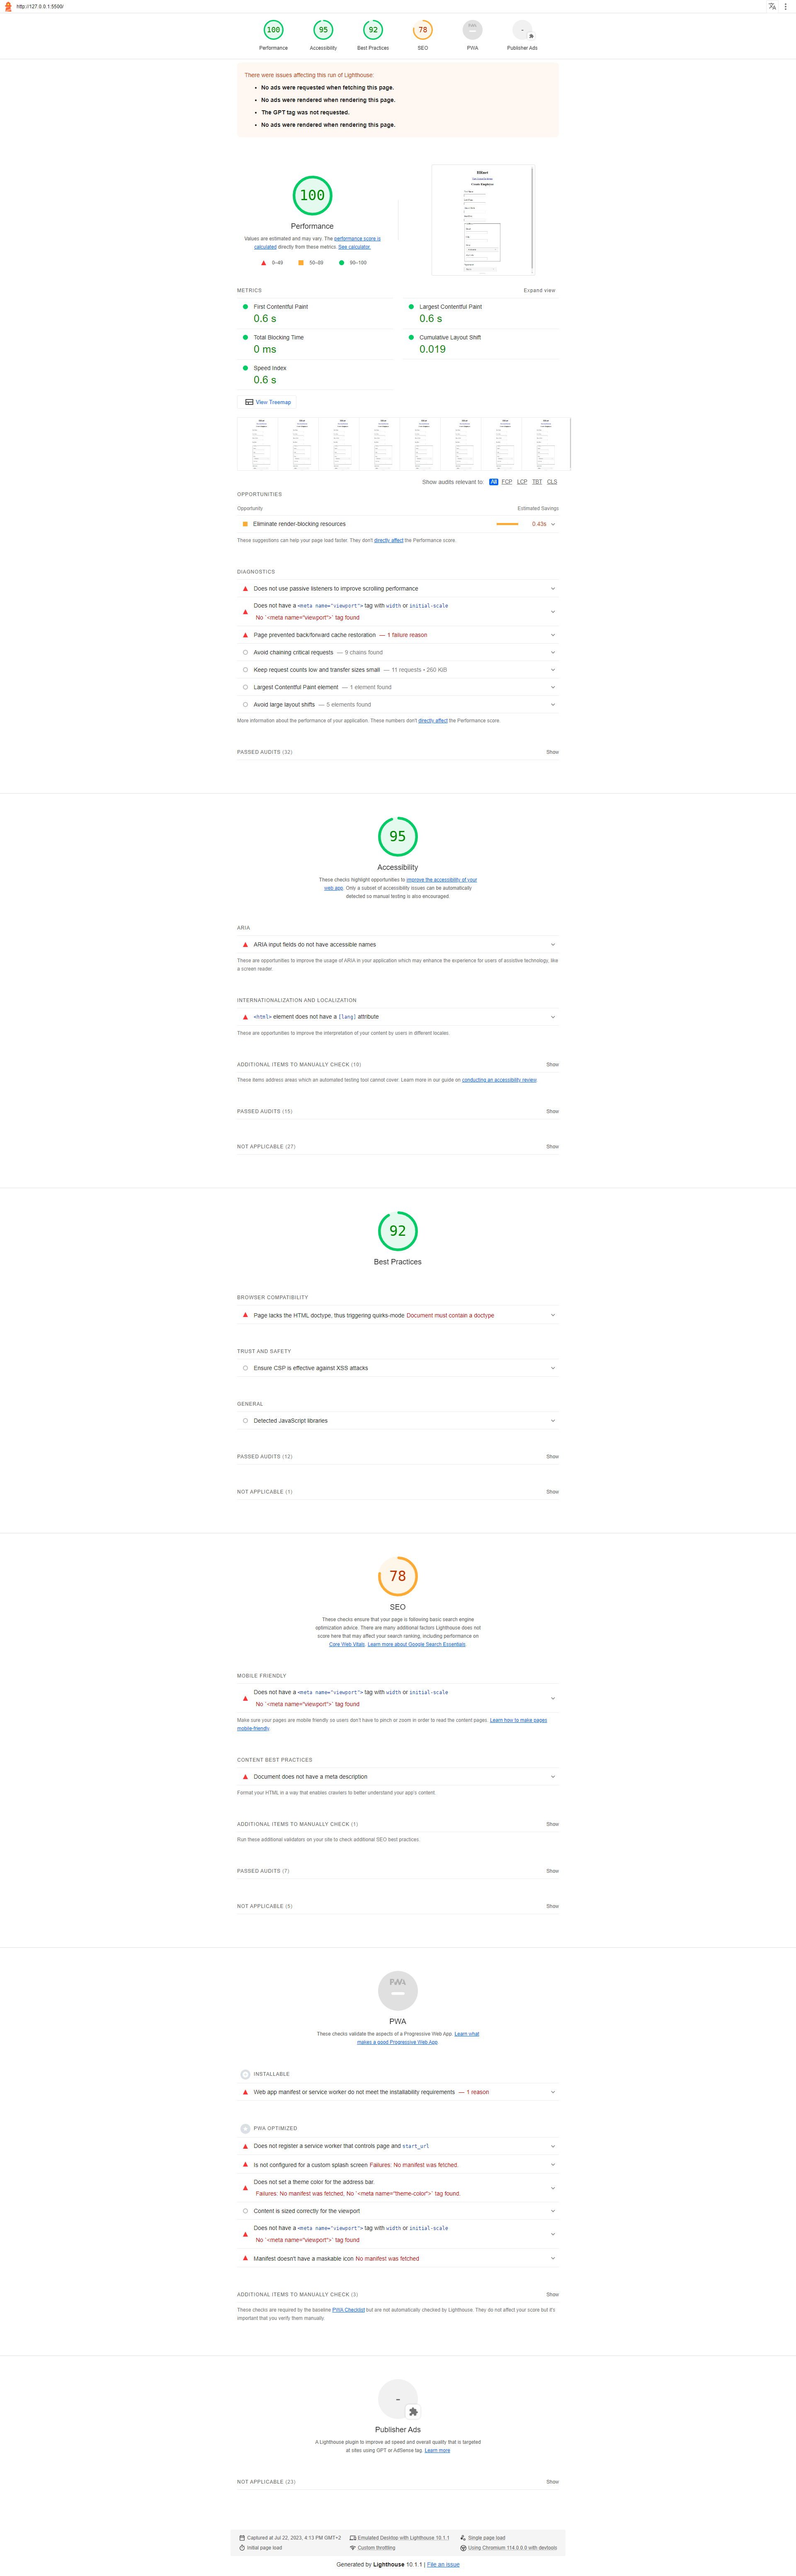 http://127.0.0.1:5508/
100 95 92 78 PWA -
Performance Accessibility Best Practices SEO PWA Publisher Ads
There were issues affecting this run of Lighthouse:
• No ads were requested when fetching this page.
• No ads were rendered when rendering this page.
• The GPT tag was not requested.
• No ads were rendered when rendering this page.
100
Performance
Values are estimated and may vary. The performance score is
calculated directly from these metrics. See calculator.
0–49 50–89 90–100
HRnet
Create Employee
METRICS Expand view
First Contentful Paint
0.6 s
Largest Contentful Paint
0.6 s
Total Blocking Time
0 ms
Cumulative Layout Shift
0.019
Speed Index
0.6 s
View Treemap
Show audits relevant to: All FCP LCP TBT CLS
OPPORTUNITIES
Opportunity Estimated Savings
Eliminate render-blocking resources 0.43s
These suggestions can help your page load faster. They don't directly affect the Performance score.
DIAGNOSTICS
Does not use passive listeners to improve scrolling performance
Does not have a <meta name="viewport"> tag with width or initial-scale
No `<meta name="viewport">` tag found
Page prevented back/forward cache restoration — 1 failure reason
Avoid chaining critical requests — 9 chains found
Keep request counts low and transfer sizes small — 11 requests • 260 KiB
Largest Contentful Paint element — 1 element found
Avoid large layout shifts — 5 elements found
More information about the performance of your application. These numbers don't directly affect the Performance score.
PASSED AUDITS (32) Show
95
Accessibility
These checks highlight opportunities to improve the accessibility of your
web app. Only a subset of accessibility issues can be automatically
detected so manual testing is also encouraged.
ARIA
ARIA input fields do not have accessible names
These are opportunities to improve the usage of ARIA in your application which may enhance the experience for users of assistive technology, like
a screen reader.
INTERNATIONALIZATION AND LOCALIZATION
<html> element does not have a [lang] attribute
These are opportunities to improve the interpretation of your content by users in different locales.
ADDITIONAL ITEMS TO MANUALLY CHECK (10) Show
These items address areas which an automated testing tool cannot cover. Learn more in our guide on conducting an accessibility review.
PASSED AUDITS (15) Show
NOT APPLICABLE (27) Show
92
Best Practices
BROWSER COMPATIBILITY
Page lacks the HTML doctype, thus triggering quirks-mode Document must contain a doctype
TRUST AND SAFETY
Ensure CSP is effective against XSS attacks
GENERAL
Detected JavaScript libraries
PASSED AUDITS (12) Show
NOT APPLICABLE (1) Show
78
SEO
These checks ensure that your page is following basic search engine
optimization advice. There are many additional factors Lighthouse does not
score here that may affect your search ranking, including performance on
Core Web Vitals. Learn more about Google Search Essentials.
MOBILE FRIENDLY
Does not have a <meta name="viewport"> tag with width or initial-scale
No `<meta name="viewport">` tag found
Make sure your pages are mobile friendly so users don't have to pinch or zoom in order to read the content pages. Learn how to make pages
mobile-friendly.
CONTENT BEST PRACTICES
Document does not have a meta description
Format your HTML in a way that enables crawlers to better understand your app's content.
ADDITIONAL ITEMS TO MANUALLY CHECK (1) Show
Run these additional validators on your site to check additional SEO best practices.
PASSED AUDITS (7) Show
NOT APPLICABLE (5) Show
PWA
PWA
These checks validate the aspects of a Progressive Web App. Learn what
makes a good Progressive Web App.
INSTALLABLE
Web app manifest or service worker do not meet the installability requirements — 1 reason
PWA OPTIMIZED
Does not register a service worker that controls page and start_url
Is not configured for a custom splash screen Failures: No manifest was fetched.
Does not set a theme color for the address bar.
Failures: No manifest was fetched, No `<meta name="theme-color">` tag found.
Content is sized correctly for the viewport
Does not have a <meta name="viewport"> tag with width or initial-scale
No `<meta name="viewport">` tag found
Manifest doesn't have a maskable icon No manifest was fetched
ADDITIONAL ITEMS TO MANUALLY CHECK (3) Show
These checks are required by the baseline PWA Checklist but are not automatically checked by Lighthouse. They do not affect your score but it's
important that you verify them manually.
-
Publisher Ads
A Lighthouse plugin to improve ad speed and overall quality that is targeted
at sites using GPT or AdSense tag. Learn more
NOT APPLICABLE (23) Show
Captured at Jul 22, 2023, 4:13 PM GMT+2 Emulated Desktop with Lighthouse 10.1.1 Single page load
Initial page load Custom throttling Using Chromium 114.0.0.0 with devtools
Generated by Lighthouse 10.1.1 | File an issue